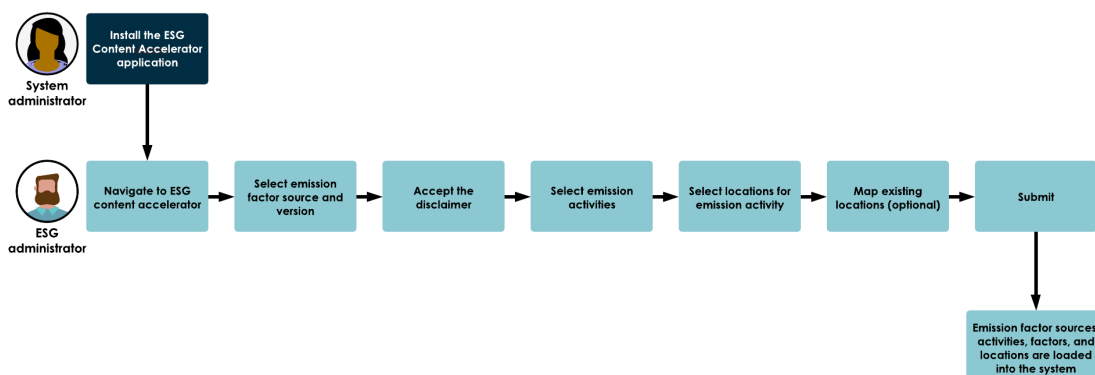 Install the ESG
Content Accelerator
application
System
administrator
Navigate to ESG
content accelerator
Select emission
factor source and
version
Accept the
disclaimer
Select emission
activities
Select locations for
emission activity
Map existing
locations (optional)
Submit
ESG
administrator
Emission factor sources,
activities, factors, and
locations are loaded
into the system